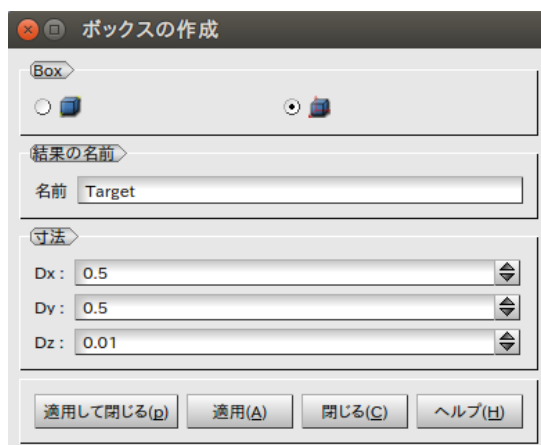 ボックスの作成
Box
結果の名前
名前 Target
寸法
Dx : 0.5
Dy : 0.5
Dz : 0.01
適用して閉じる(p) 適用(A) 閉じる(C) ヘルプ(H)